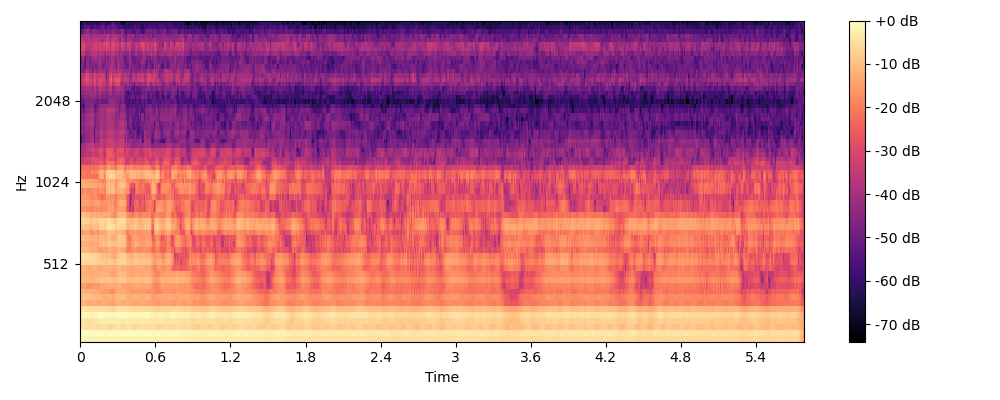 +0 dB
-10 dB
-20 dB
-30 dB
-40 dB
-50 dB
-60 dB
-70 dB
2048
1024
512
Hz
0 0.6 1.2 1.8 2.4 3 3.6 4.2 4.8 5.4
Time